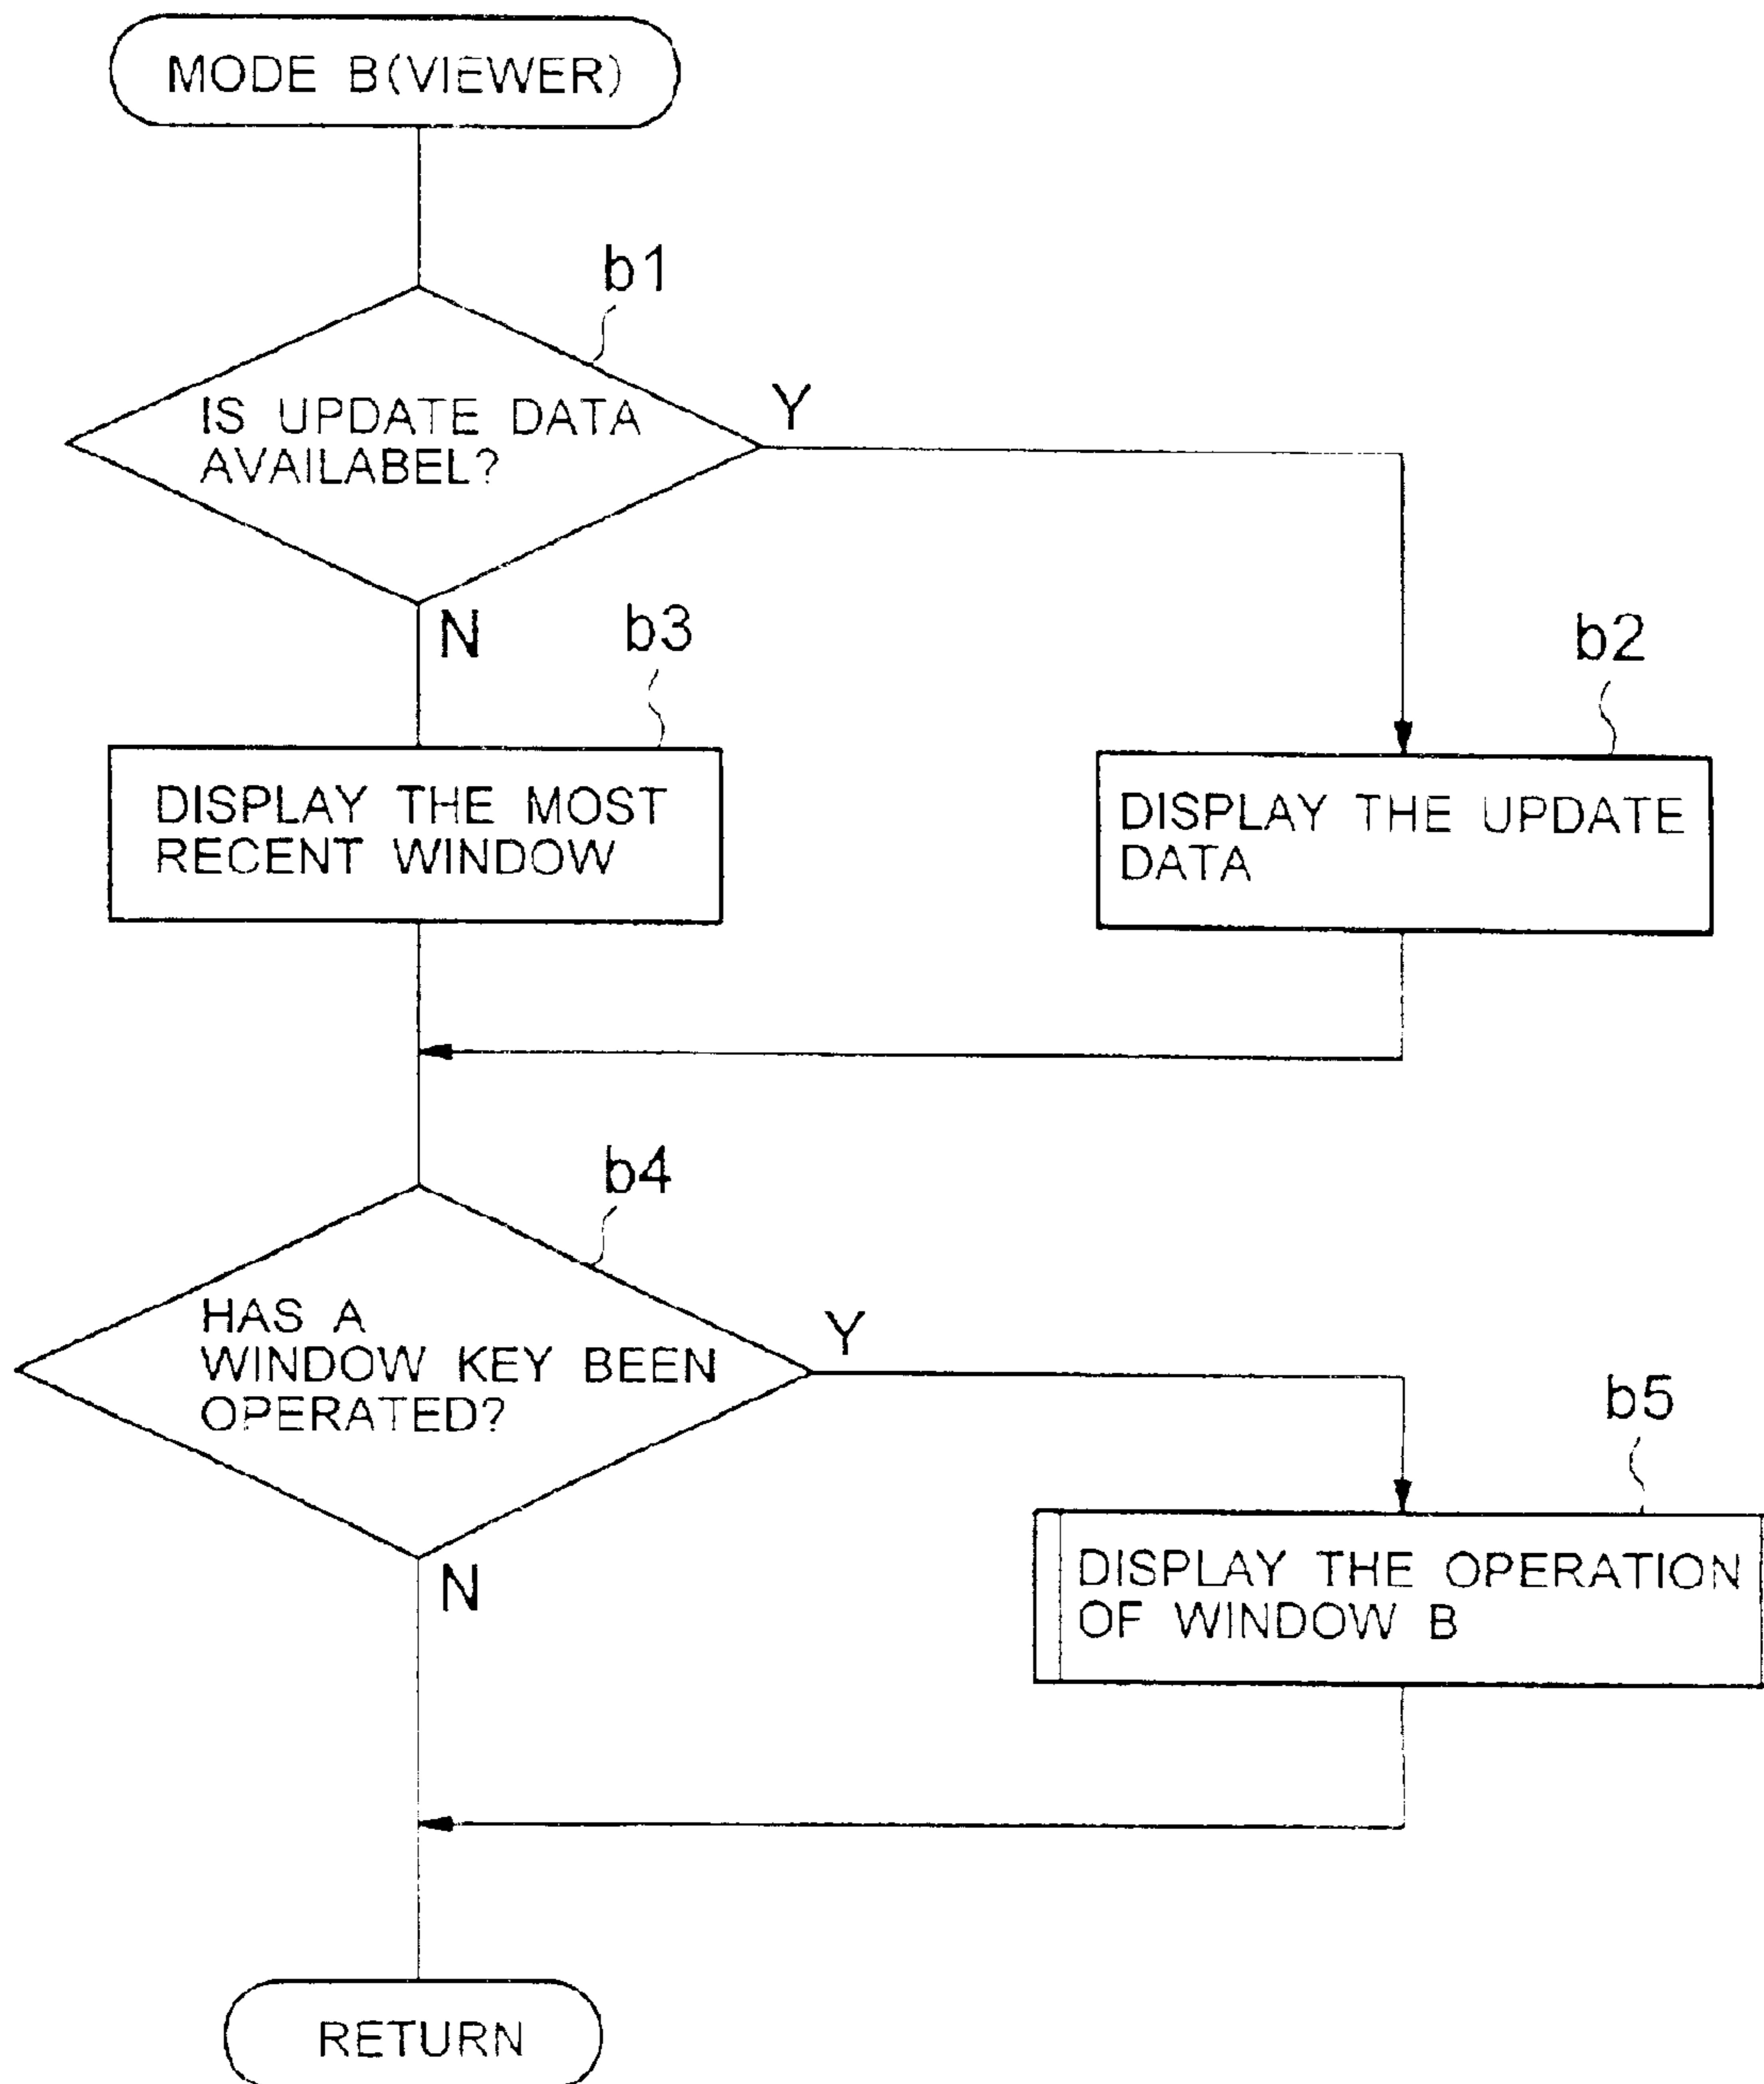 MODE B(VIEWER)
b1
IS UPDATE DATA
AVAILABEL?
Y
N
b3
b2
DISPLAY THE MOST
RECENT WINDOW
DISPLAY THE UPDATE
DATA
b4
HAS A
WINDOW KEY BEEN
OPERATED?
Y
N
b5
DISPLAY THE OPERATION
OF WINDOW B
RETURN